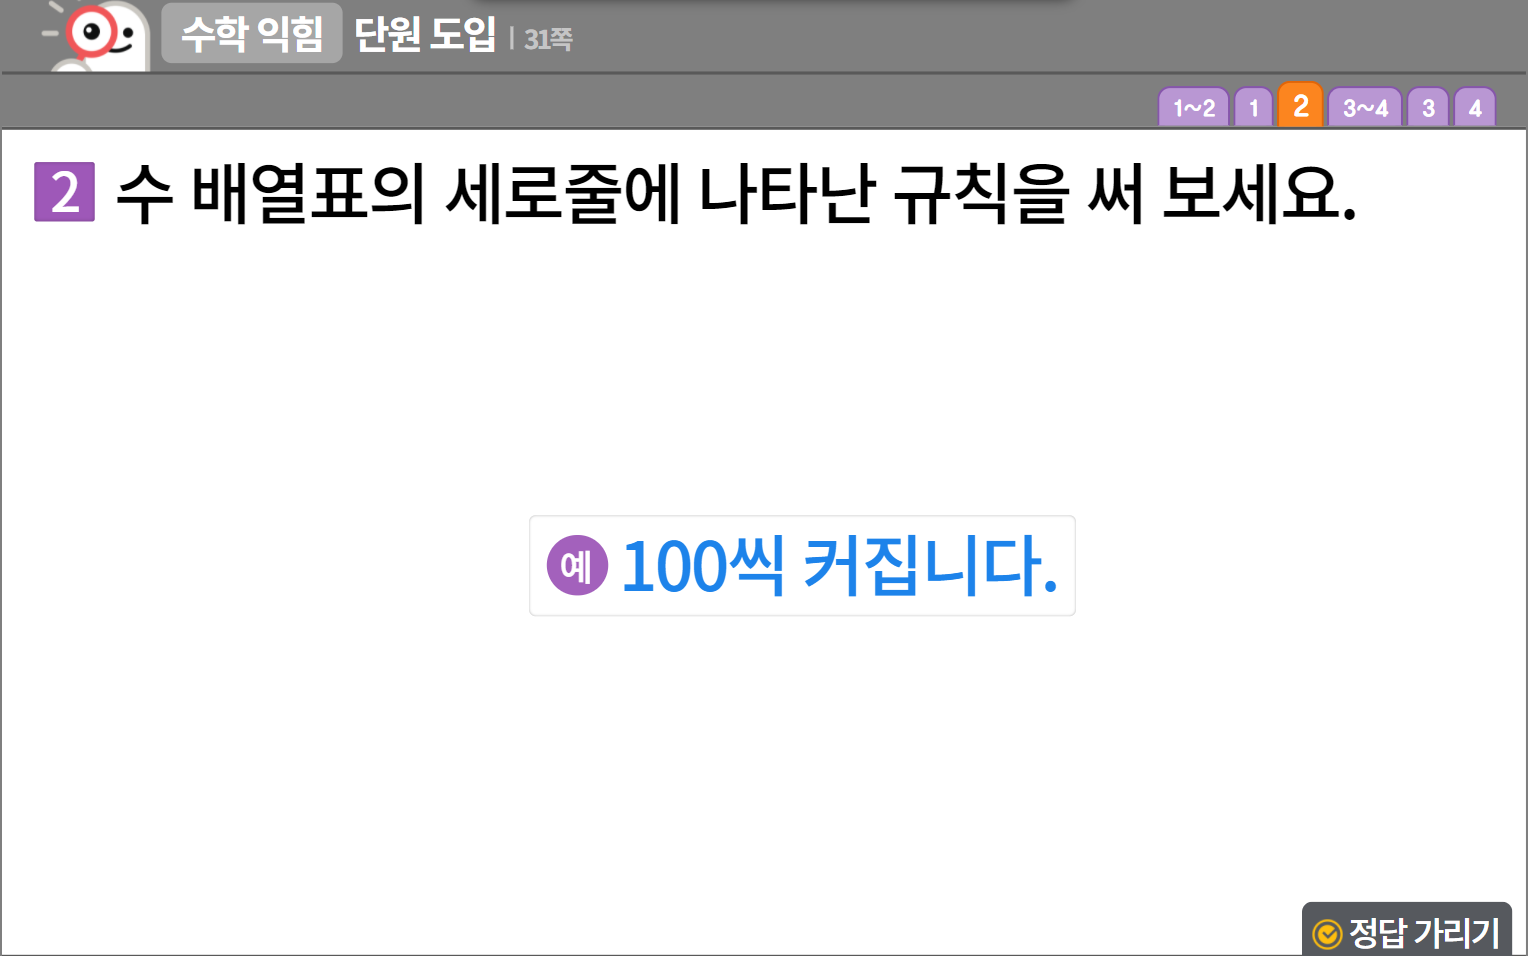 수학 익힘 단원 도입 | 31쪽
1~2 1 2 3~4 3 4
2 수 배열표의 세로줄에 나타난 규칙을 써 보세요.
예 100씩 커집니다.
정답 가리기